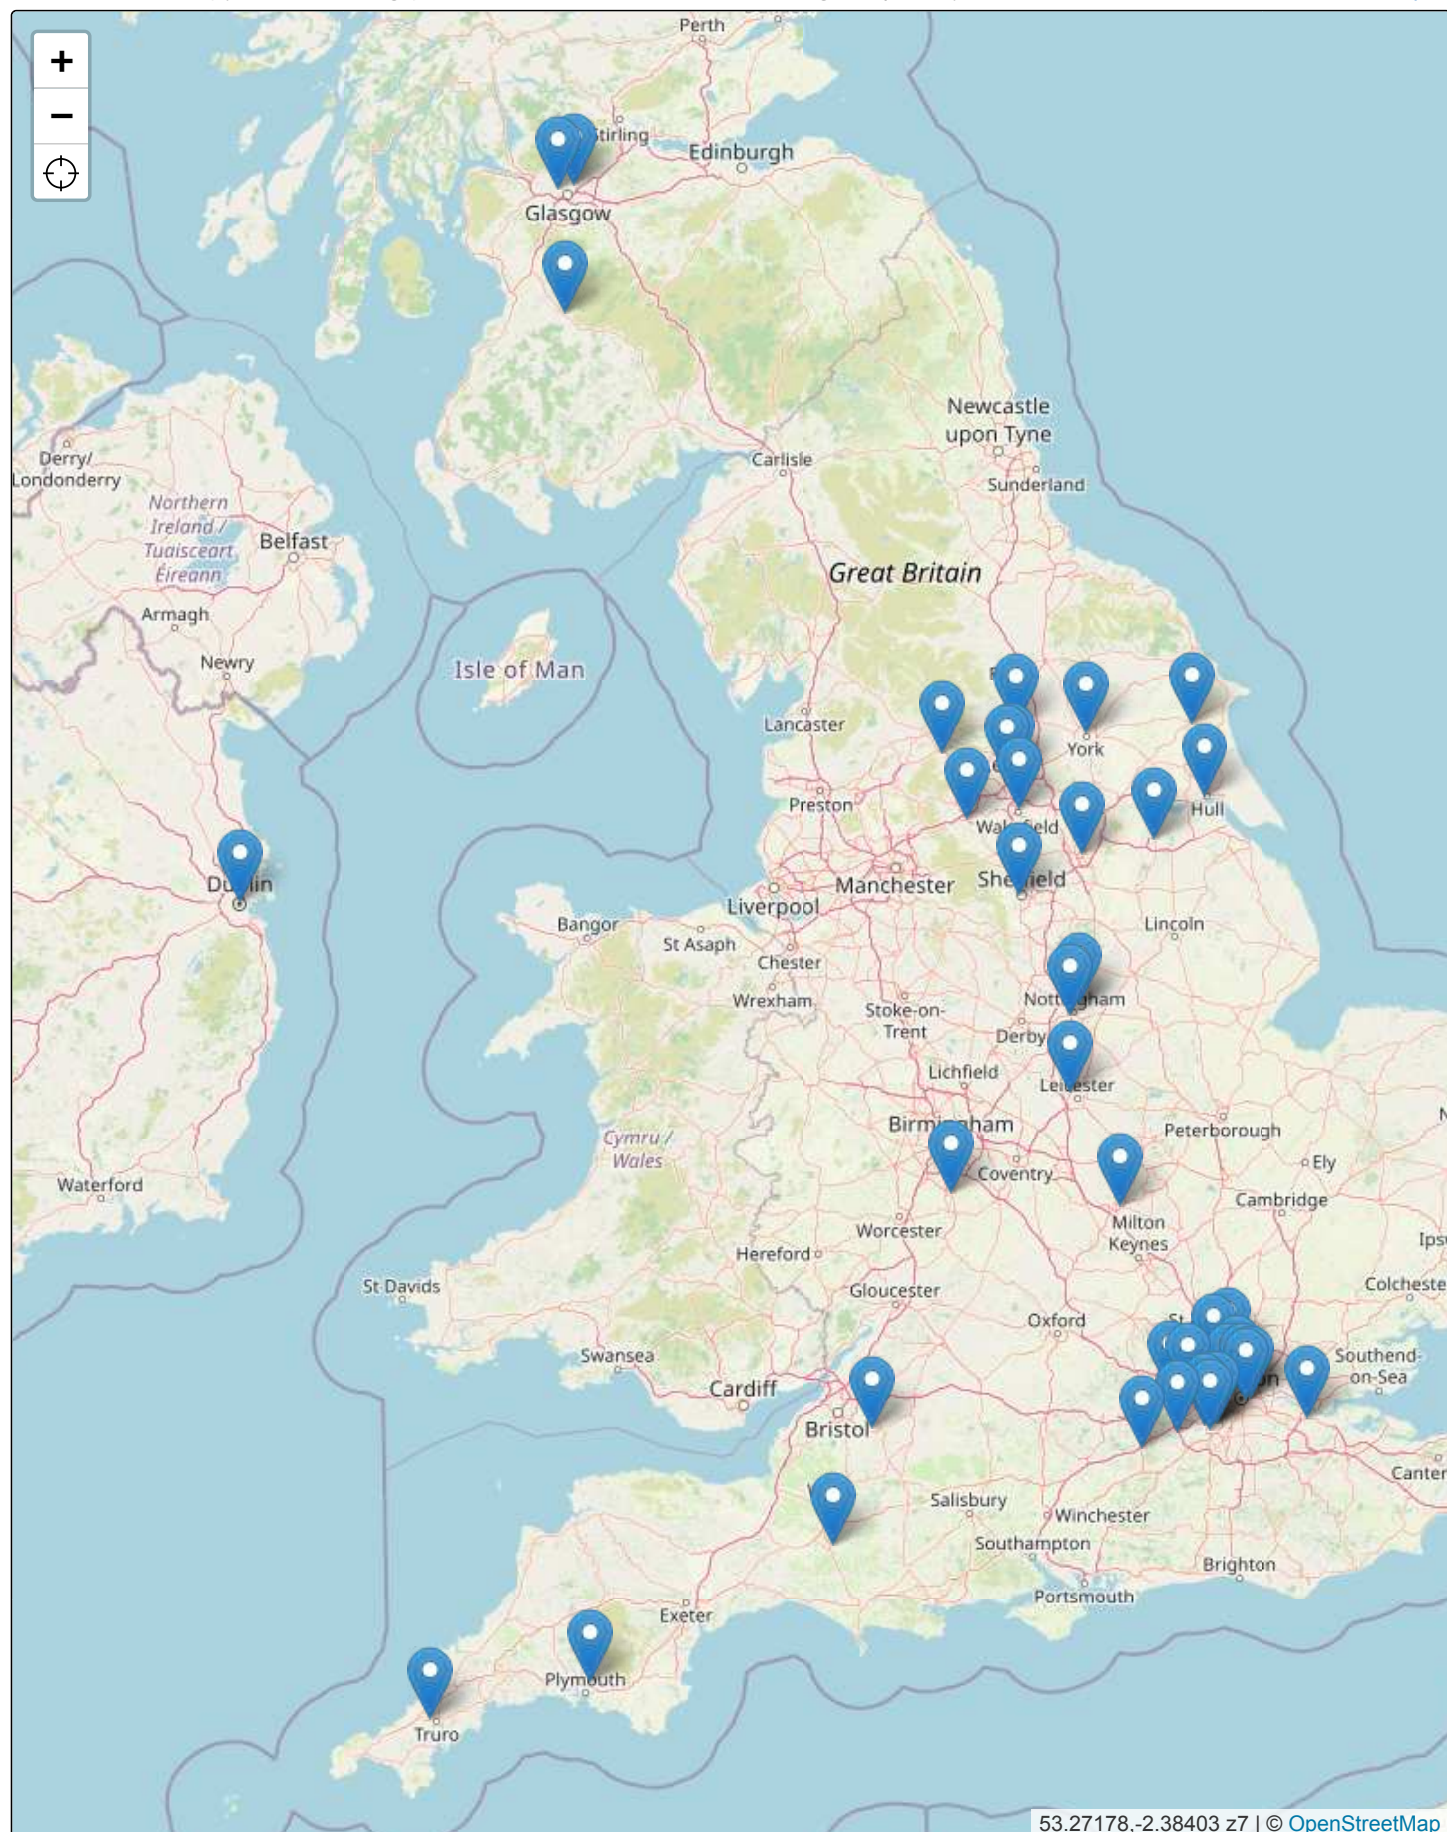 +
−
Perth
Stirling
Edinburgh
Glasgow
Newcastle
upon Tyne
Carlisle
Sunderland
Derry/
Londonderry
Northern
Ireland /
Tuaisceart
Éireann
Belfast
Great Britain
Armagh
Newry
Isle of Man
Lancaster
York
Preston
Hull
Manchester
Liverpool
Lincoln
Bangor
St Asaph
Chester
Wrexham
Stoke-on-
Trent
Derby
Lichfield
Peterborough
Ely
Cymru /
Wales
Coventry
Waterford
Cambridge
Worcester
Milton
Keynes
Hereford
St Davids
Gloucester
Oxford
Swansea
Southend-
on-Sea
Cardiff
Bristol
Salisbury
Winchester
Southampton
Brighton
Portsmouth
Exeter
Plymouth
Truro
53.27178,-2.38403 z7 | © OpenStreetMap